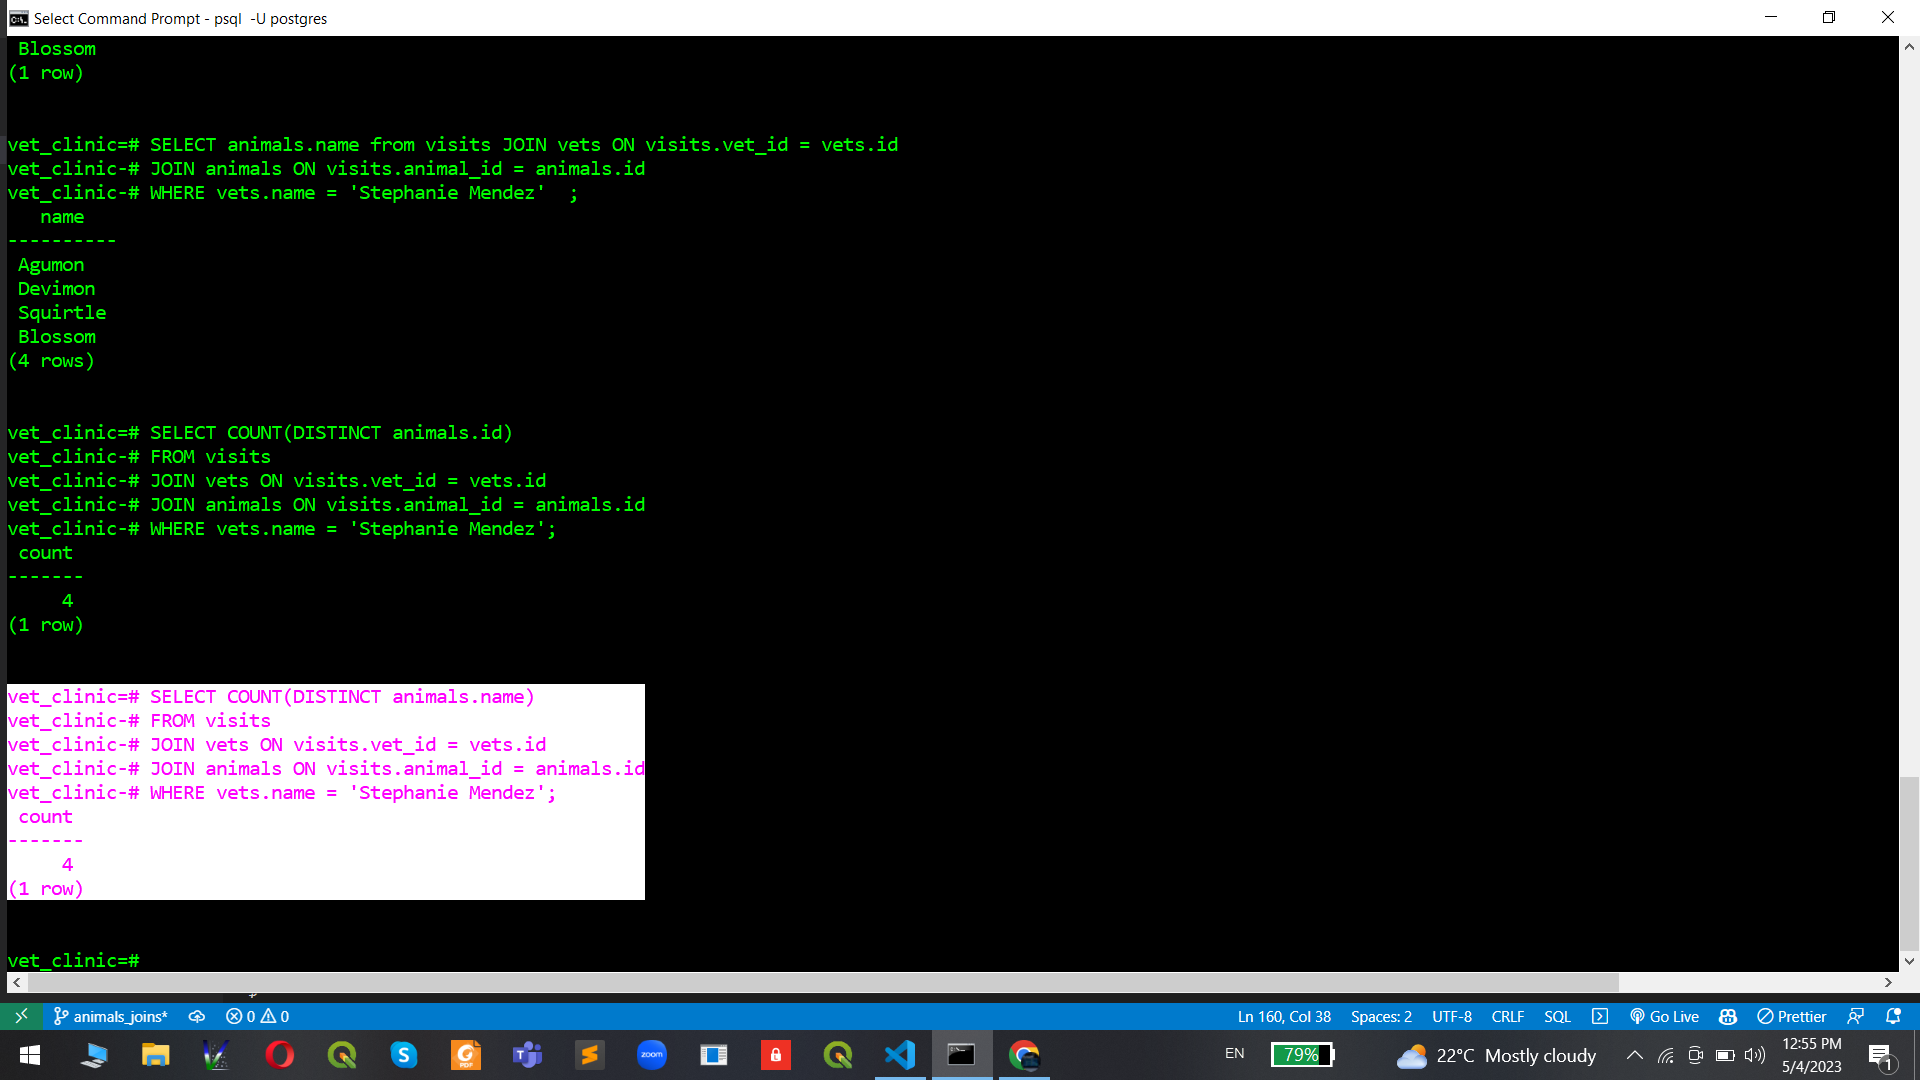 Select Command Prompt - psql  -U postgres
Blossom
(1 row)
vet_clinic=# SELECT animals.name from visits JOIN vets ON visits.vet_id = vets.id
vet_clinic-# JOIN animals ON visits.animal_id = animals.id
vet_clinic-# WHERE vets.name = 'Stephanie Mendez'  ;
name
----------
Agumon
Devimon
Squirtle
Blossom
(4 rows)
vet_clinic=# SELECT COUNT(DISTINCT animals.id)
vet_clinic-# FROM visits
vet_clinic-# JOIN vets ON visits.vet_id = vets.id
vet_clinic-# JOIN animals ON visits.animal_id = animals.id
vet_clinic-# WHERE vets.name = 'Stephanie Mendez';
count
-------
4
(1 row)
vet_clinic=# SELECT COUNT(DISTINCT animals.name)
vet_clinic-# FROM visits
vet_clinic-# JOIN vets ON visits.vet_id = vets.id
vet_clinic-# JOIN animals ON visits.animal_id = animals.id
vet_clinic-# WHERE vets.name = 'Stephanie Mendez';
count
-------
4
(1 row)
vet_clinic=#
animals_joins* 0 0 Ln 160, Col 38 Spaces: 2 UTF-8 CRLF SQL Go Live Prettier
zoom EN 79% 22°C Mostly cloudy 12:55 PM
5/4/2023 1